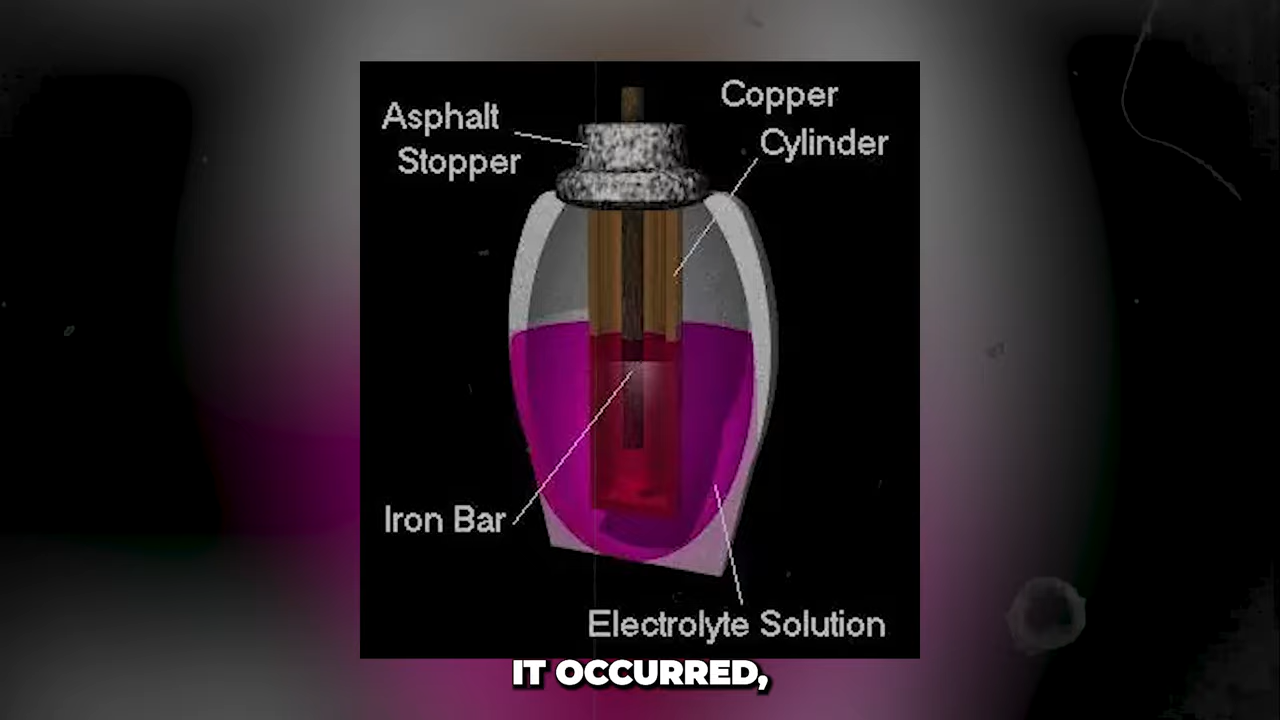 Asphalt
Stopper
Copper
Cylinder
Iron Bar
Electrolyte Solution
IT OCCURRED,